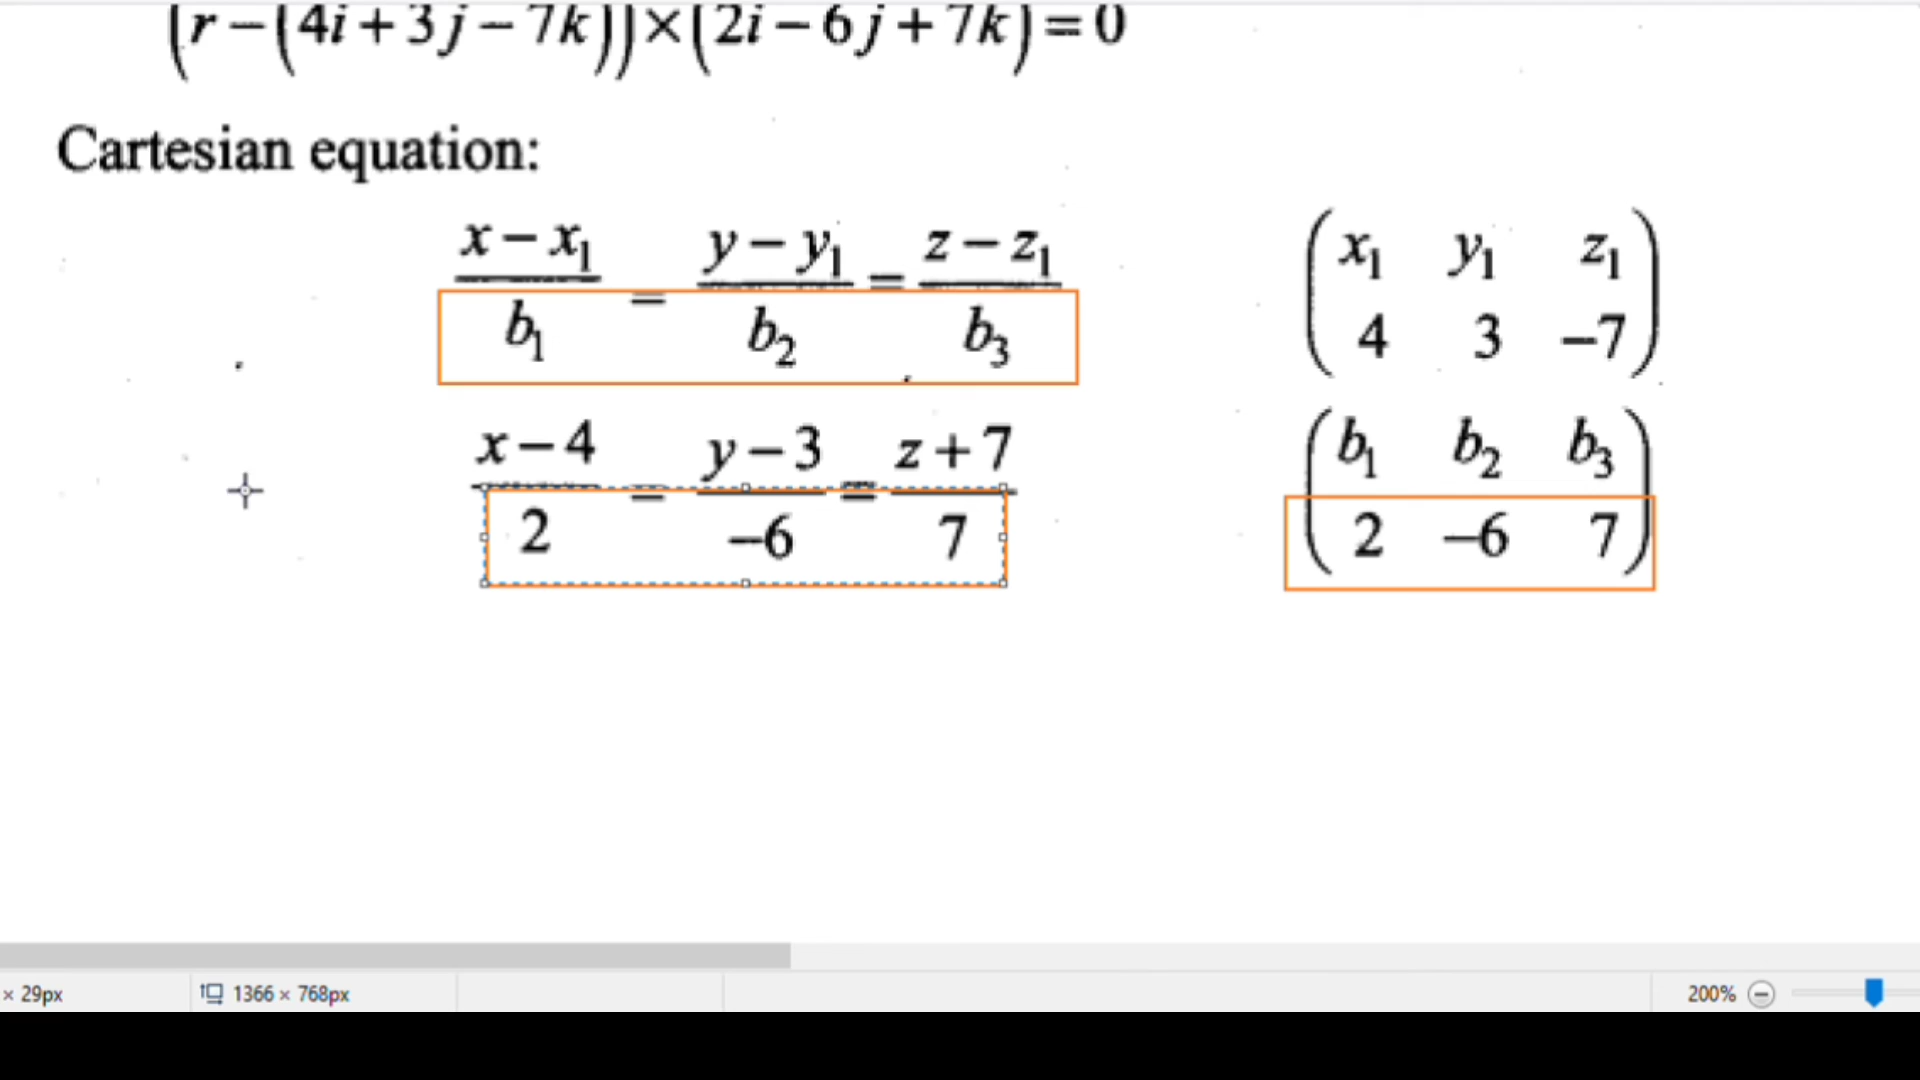 (r−(4i+3j−7k))×(2i−6j+7k)=0
Cartesian equation:
x−x₁/b₁ = y−y₁/b₂ = z−z₁/b₃
(x₁ y₁ z₁
4 3 −7)
x−4/2 = y−3/−6 = z+7/7
(b₁ b₂ b₃
2 −6 7)
× 29px 1366 × 768px 200%